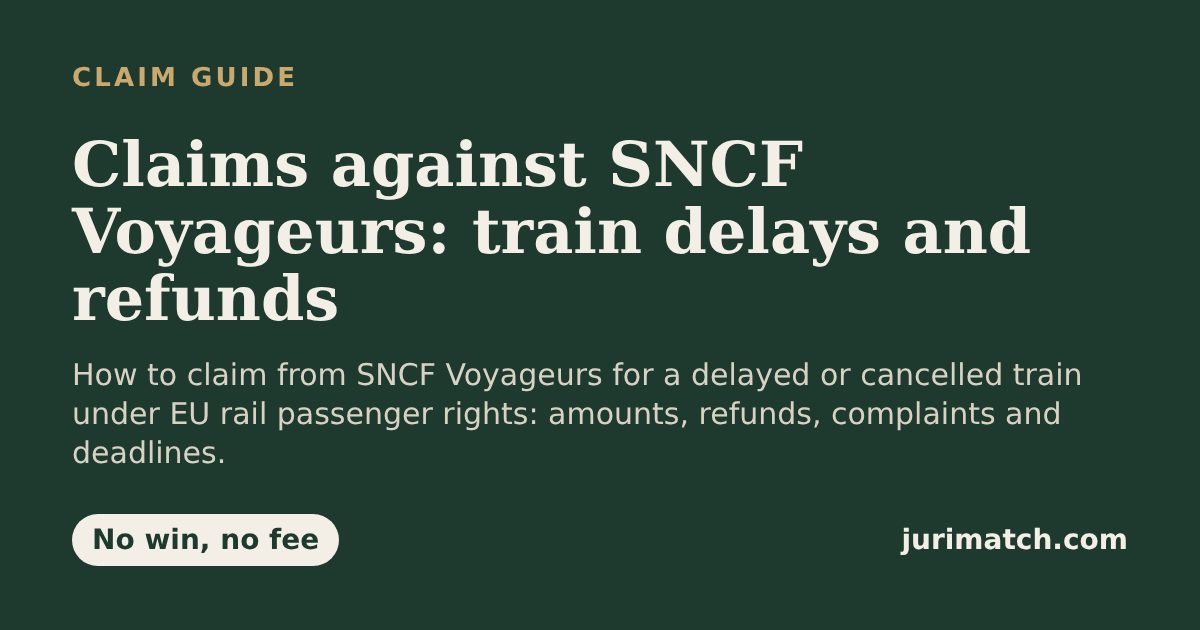 CLAIM GUIDE
Claims against SNCF
Voyageurs: train delays and
refunds
How to claim from SNCF Voyageurs for a delayed or cancelled train
under EU rail passenger rights: amounts, refunds, complaints and
deadlines.
No win, no fee
jurimatch.com